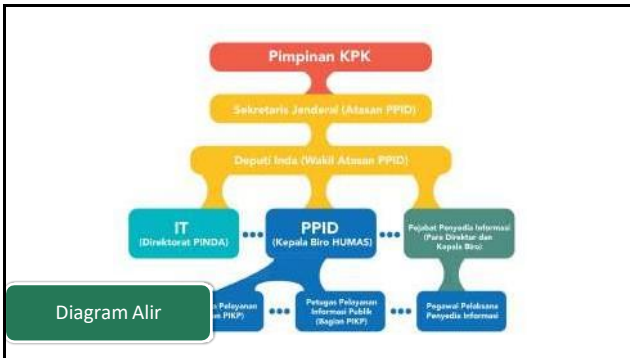 Pimpinan KPK
Sekretaris Jenderal (Atasan PPID)
Deputi Inda (Wakil Atasan PPID)
IT
(Direktorat PINDA)
PPID
(Kepala Biro HUMAS)
Pejabat Penyedia Informasi
(Para Direktur dan
Kepala Biro)
Diagram Alir
Pelayanan
PIKP)
Petugas Pelayanan
Informasi Publik
(Bagian PIKP)
Pegawai Pelaksana
Penyedia Informasi